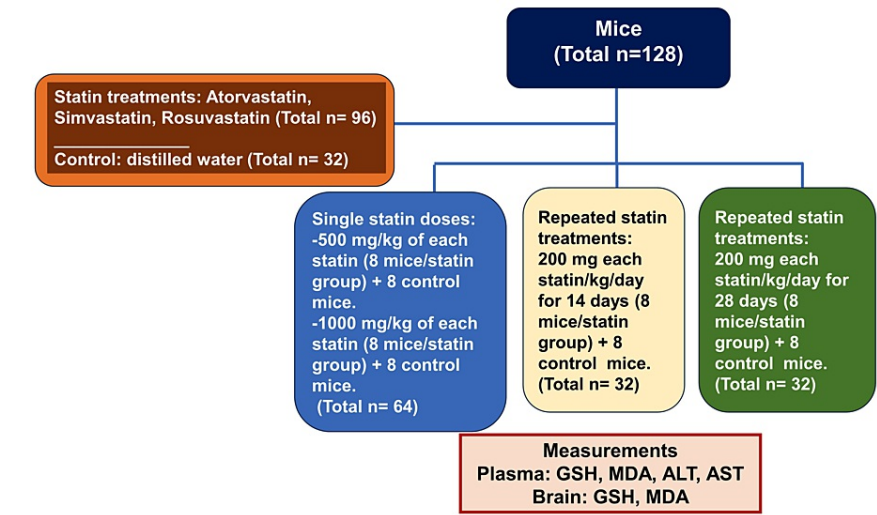 Mice
(Total n=128)
Statin treatments: Atorvastatin,
Simvastatin, Rosuvastatin (Total n= 96)
Control: distilled water (Total n= 32)
Single statin doses:
-500 mg/kg of each
statin (8 mice/statin
group) + 8 control
mice.
-1000 mg/kg of each
statin (8 mice/statin
group) + 8 control
mice.
(Total n= 64)
Repeated statin
treatments:
200 mg each
statin/kg/day
for 14 days (8
mice/statin
group) + 8
control mice.
(Total n= 32)
Repeated statin
treatments:
200 mg each
statin/kg/day for
28 days (8
mice/statin
group) + 8
control mice.
(Total n= 32)
Measurements
Plasma: GSH, MDA, ALT, AST
Brain: GSH, MDA